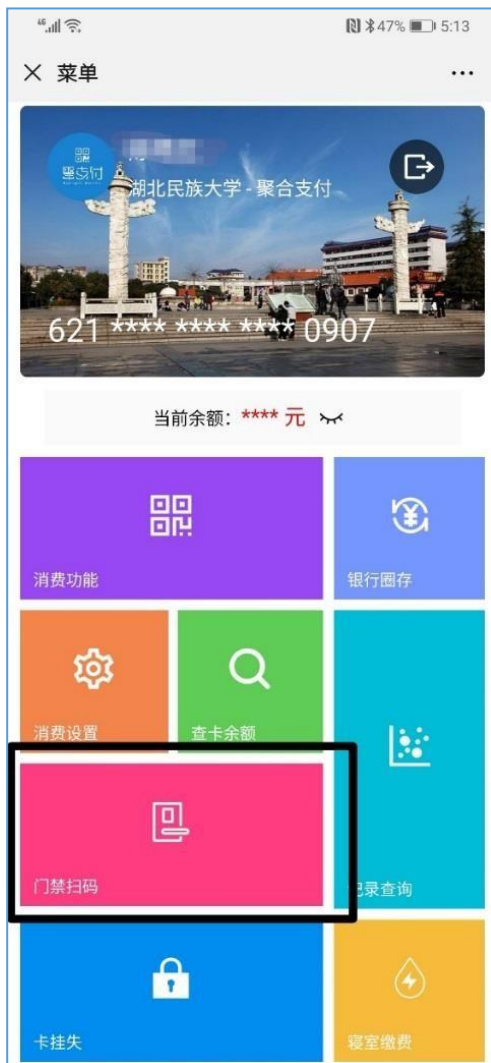 47% 5:13
菜单
聚支付
湖北民族大学-聚合支付
621 **** **** **** 0907
当前余额：**** 元
消费功能
银行圈存
消费设置
查卡余额
门禁扫码
记录查询
卡挂失
寝室缴费